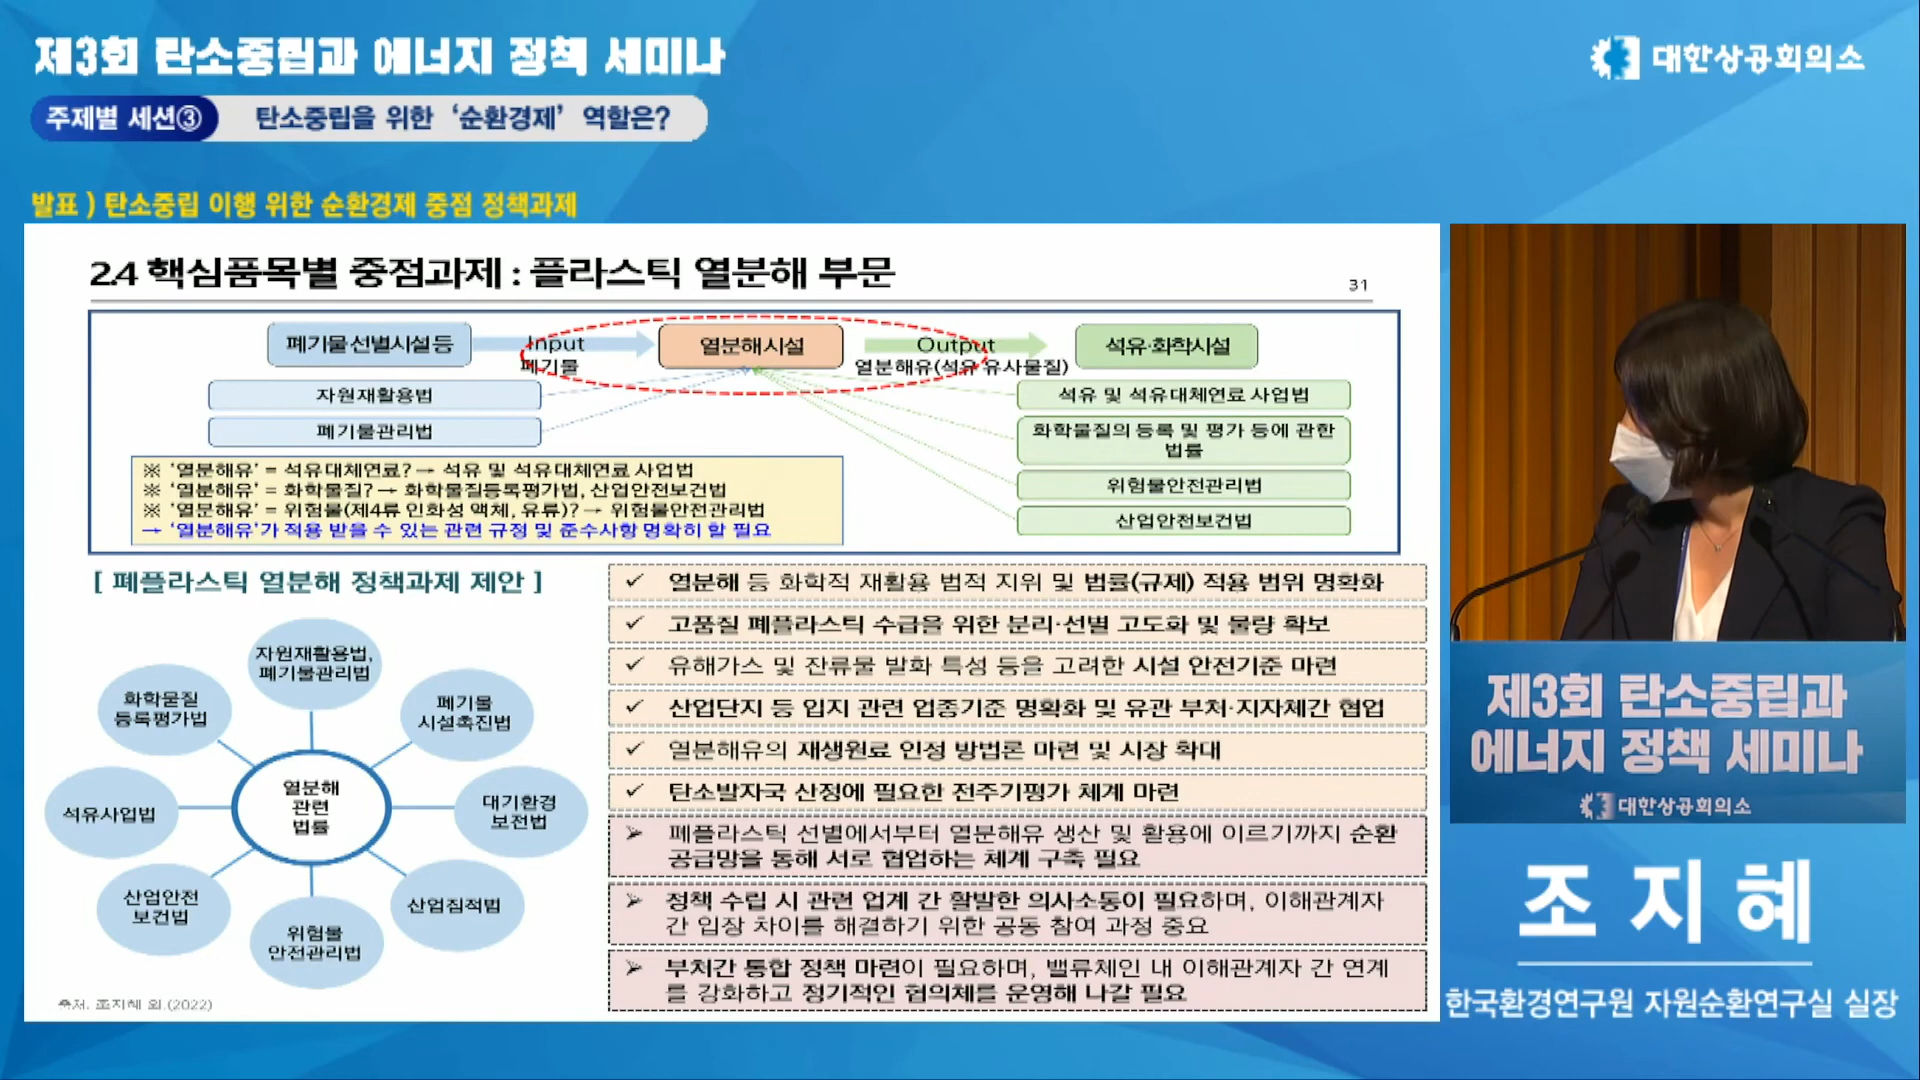 제3회 탄소중립과 에너지 정책 세미나
대한상공회의소
주제별 세션③ 탄소중립을 위한 ‘순환경제’ 역할은?
발표 ) 탄소중립 이행 위한 순환경제 중점 정책과제
2.4 핵심품목별 중점과제 : 플라스틱 열분해 부문
31
폐기물 선별시설 등
Input
폐기물
열분해시설
Output
열분해유(석유 유사물질)
석유·화학시설
자원재활용법
폐기물관리법
석유 및 석유대체연료 사업법
화학물질의 등록 및 평가 등에 관한
법률
위험물안전관리법
산업안전보건법
※ ‘열분해유’ = 석유대체연료? → 석유 및 석유대체연료 사업법
※ ‘열분해유’ = 화학물질? → 화학물질등록평가법, 산업안전보건법
※ ‘열분해유’ = 위험물(제4류 인화성 액체, 유류)? → 위험물안전관리법
→ ‘열분해유’가 적용 받을 수 있는 관련 규정 및 준수사항 명확히 할 필요
[ 폐플라스틱 열분해 정책과제 제안 ]
자원재활용법,
폐기물관리법
화학물질
등록평가법
폐기물
시설촉진법
석유사업법
열분해
관련
법률
대기환경
보전법
산업안전
보건법
산업집적법
위험물
안전관리법
출처. 조지혜 외.(2022)
✓ 열분해 등 화학적 재활용 법적 지위 및 법률(규제) 적용 범위 명확화
✓ 고품질 폐플라스틱 수급을 위한 분리·선별 고도화 및 물량 확보
✓ 유해가스 및 잔류물 발화 특성 등을 고려한 시설 안전기준 마련
✓ 산업단지 등 입지 관련 업종기준 명확화 및 유관 부처·지자체간 협업
✓ 열분해유의 재생원료 인정 방법론 마련 및 시장 확대
✓ 탄소발자국 산정에 필요한 전주기평가 체계 마련
➢ 폐플라스틱 선별에서부터 열분해유 생산 및 활용에 이르기까지 순환
공급망을 통해 서로 협업하는 체계 구축 필요
➢ 정책 수립 시 관련 업계 간 활발한 의사소통이 필요하며, 이해관계자
간 입장 차이를 해결하기 위한 공동 참여 과정 중요
➢ 부처간 통합 정책 마련이 필요하며, 밸류체인 내 이해관계자 간 연계
를 강화하고 정기적인 협의체를 운영해 나갈 필요
제3회 탄소중립과
에너지 정책 세미나
대한상공회의소
조지혜
한국환경연구원 자원순환연구실 실장